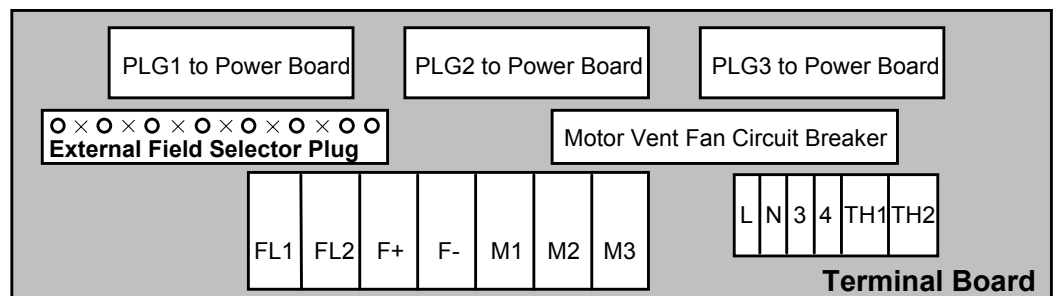 PLG1 to Power Board PLG2 to Power Board PLG3 to Power Board
O × O × O × O × O × O × O O
External Field Selector Plug
Motor Vent Fan Circuit Breaker
L N 3 4 TH1 TH2
FL1 FL2 F+ F- M1 M2 M3
Terminal Board